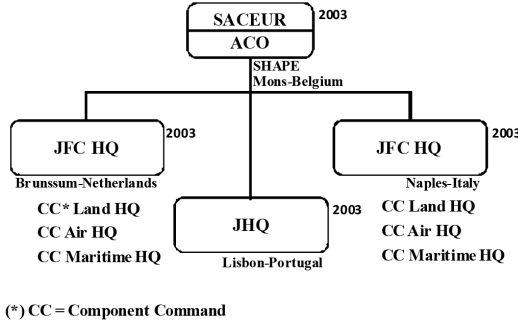 SACEUR
2003
ACO
SHAPE
Mons-Belgium
2003
JFC HQ
Brunssum-Netherlands
CC* Land HQ
CC Air HQ
CC Maritime HQ
2003
JHQ
Lisbon-Portugal
2003
JFC HQ
Naples-Italy
CC Land HQ
CC Air HQ
CC Maritime HQ
(*) CC = Component Command